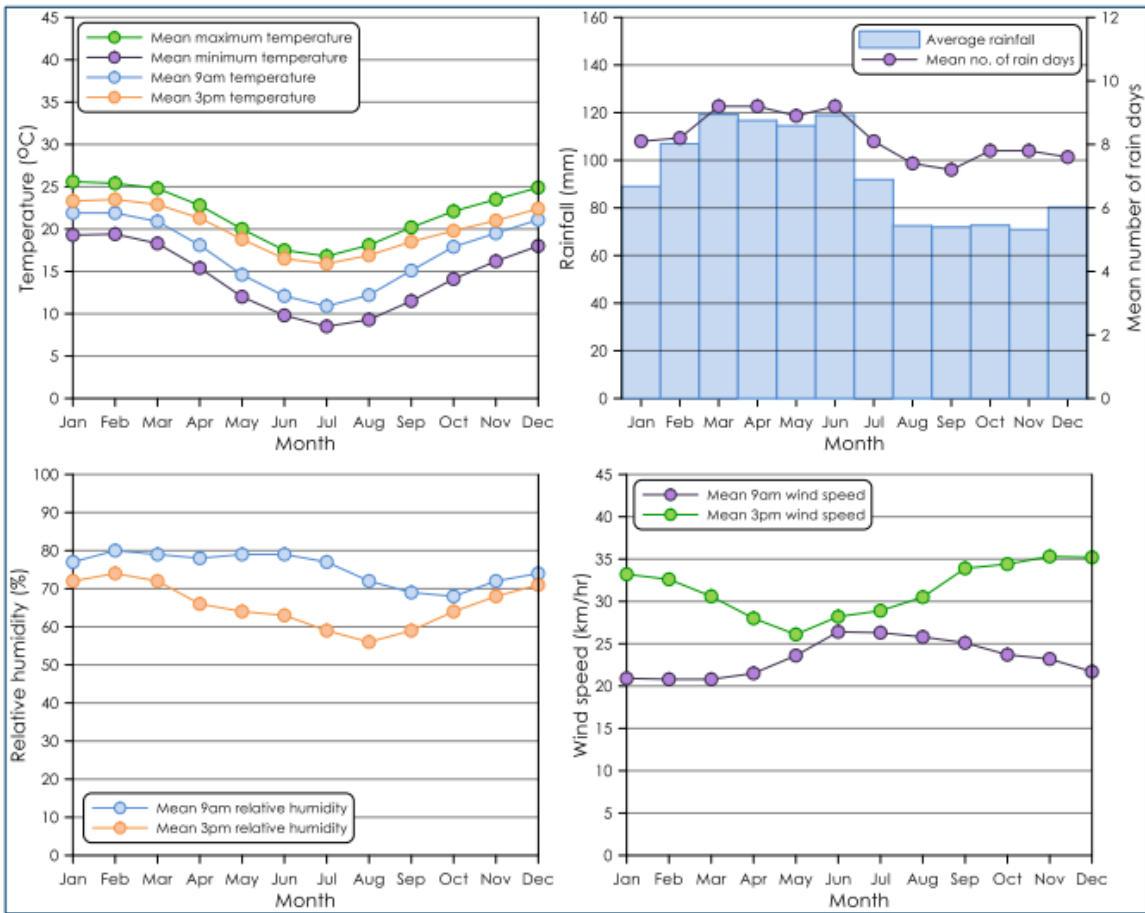 45
40
35
30
25
20
15
10
5
0
Temperature (ºC)
Mean maximum temperature
Mean minimum temperature
Mean 9am temperature
Mean 3pm temperature
Jan Feb Mar Apr May Jun Jul Aug Sep Oct Nov Dec
Month
160
140
120
100
80
60
40
20
0
Rainfall (mm)
Average rainfall
Mean no. of rain days
12
10
8
6
4
2
0
Mean number of rain days
Jan Feb Mar Apr May Jun Jul Aug Sep Oct Nov Dec
Month
100
90
80
70
60
50
40
30
20
10
0
Relative humidity (%)
Mean 9am relative humidity
Mean 3pm relative humidity
Jan Feb Mar Apr May Jun Jul Aug Sep Oct Nov Dec
Month
45
40
35
30
25
20
15
10
5
0
Wind speed (km/hr)
Mean 9am wind speed
Mean 3pm wind speed
Jan Feb Mar Apr May Jun Jul Aug Sep Oct Nov Dec
Month